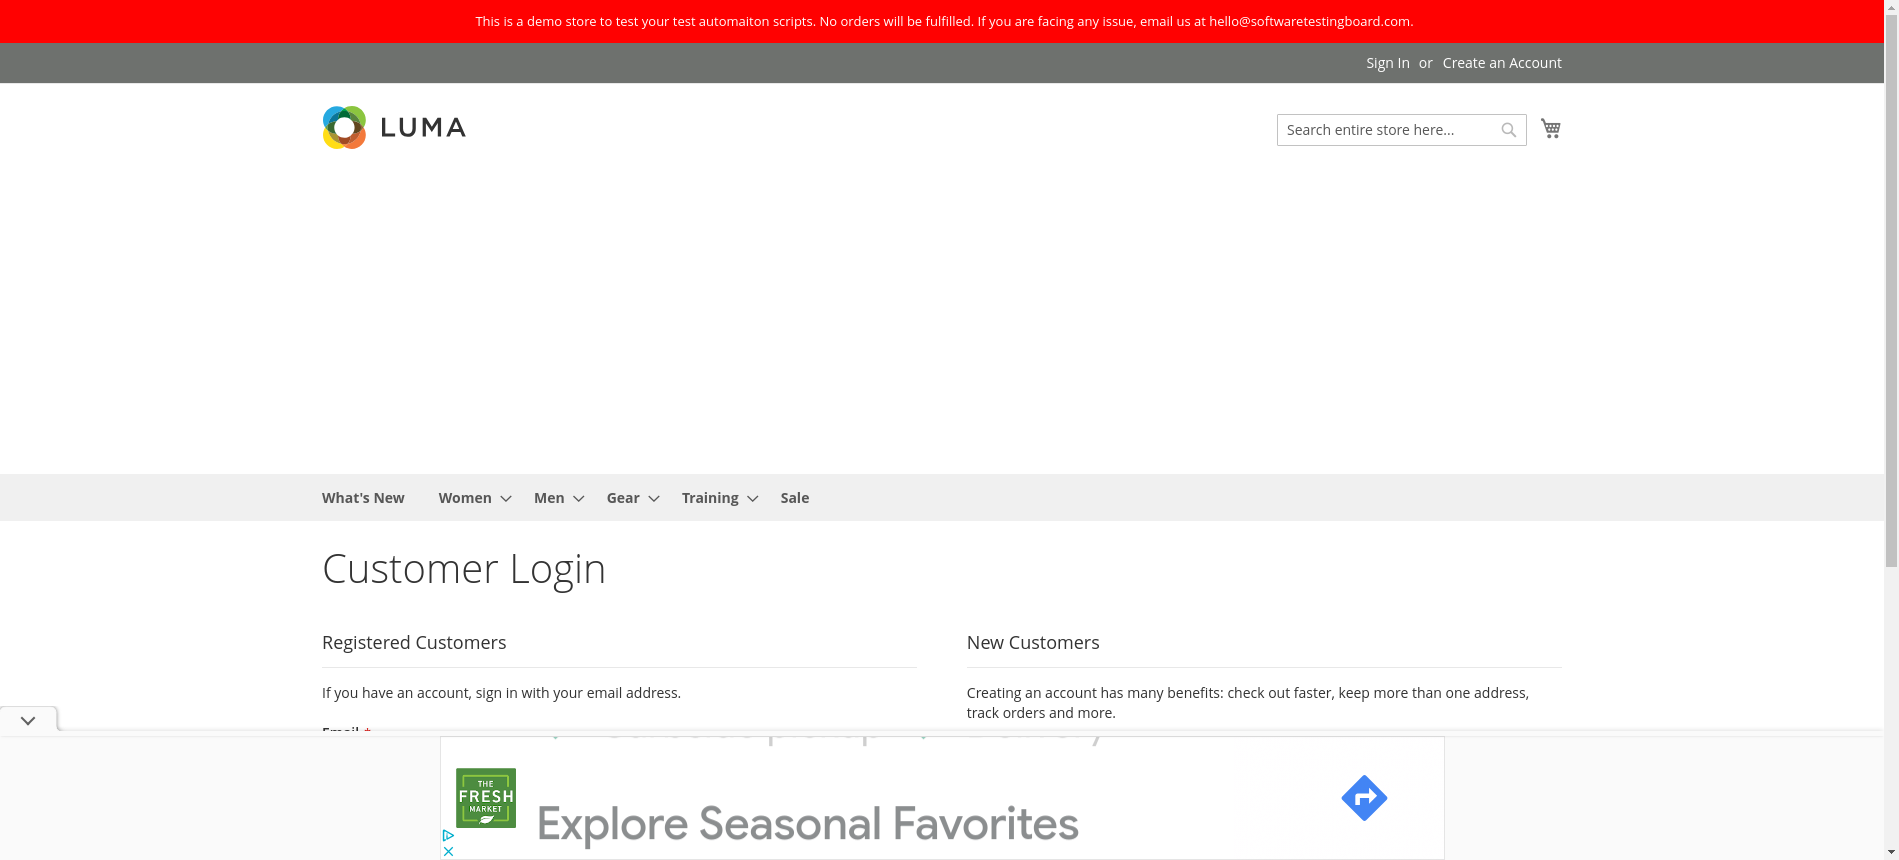 This is a demo store to test your test automaiton scripts. No orders will be fulfilled. If you are facing any issue, email us at hello@softwaretestingboard.com.
Sign In or Create an Account
LUMA
Search entire store here...
What's New Women Men Gear Training Sale
Customer Login
Registered Customers
If you have an account, sign in with your email address.
Email *
New Customers
Creating an account has many benefits: check out faster, keep more than one address,
track orders and more.
THE
FRESH
MARKET
Explore Seasonal Favorites